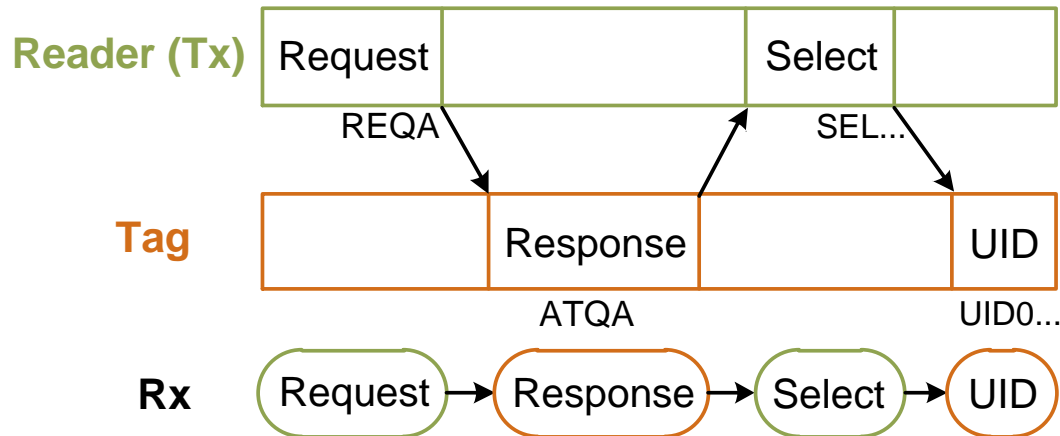 Reader (Tx) Request Select
REQA SEL...
Tag Response UID
ATQA UID0...
Rx Request Response Select UID